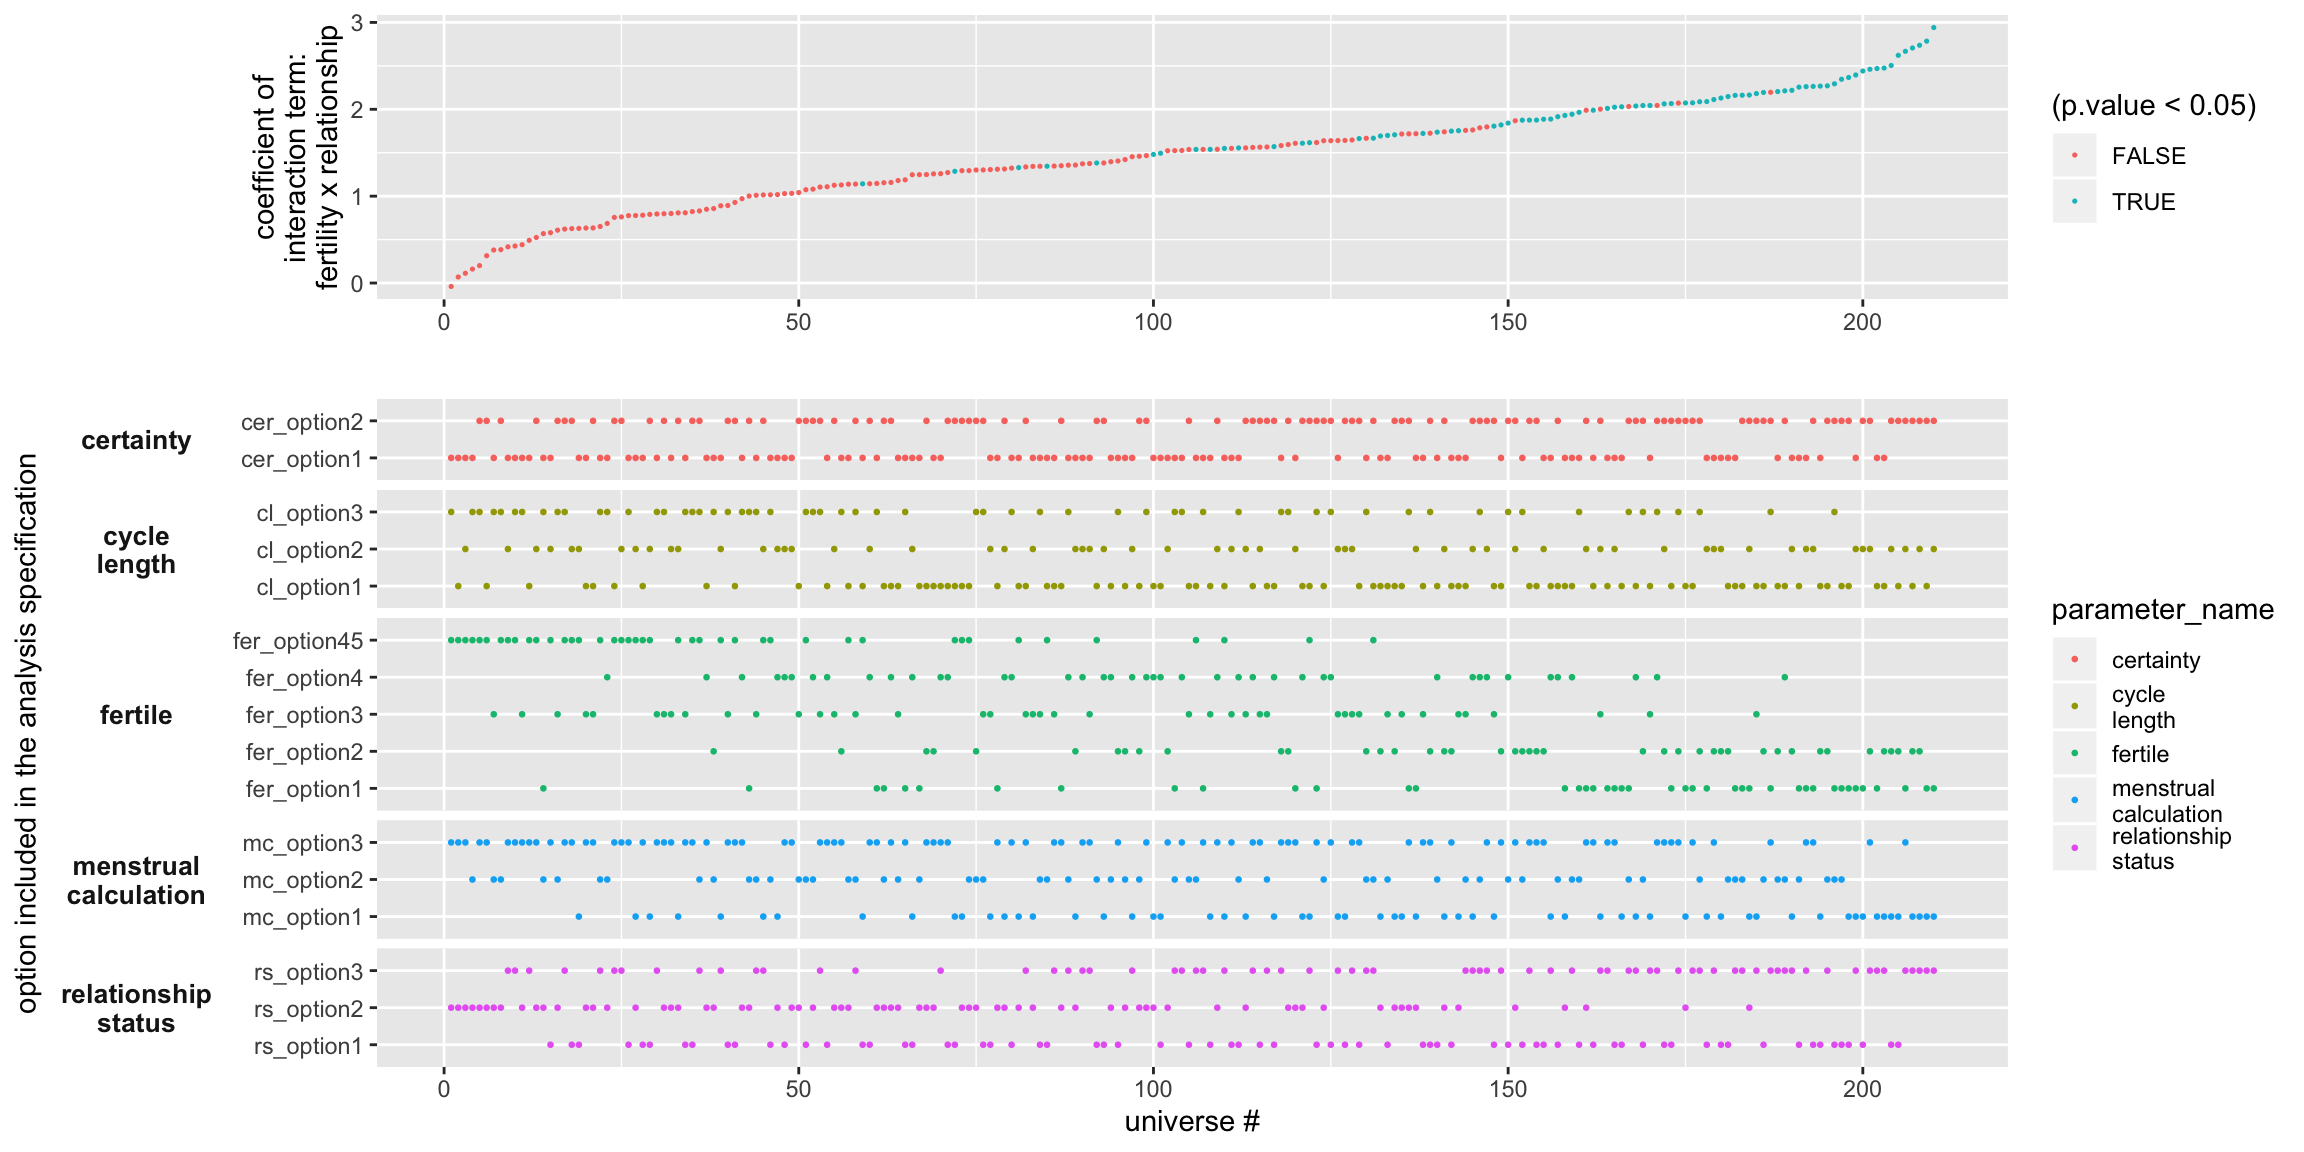 coefficient of
interaction term:
fertility x relationship
3
2
1
0
0
50
100
150
200
(p.value < 0.05)
FALSE
TRUE
option included in the analysis specification
certainty
cer_option2
cer_option1
cycle
length
cl_option3
cl_option2
cl_option1
fertile
fer_option45
fer_option4
fer_option3
fer_option2
fer_option1
menstrual
calculation
mc_option3
mc_option2
mc_option1
relationship
status
rs_option3
rs_option2
rs_option1
0
50
100
150
200
universe #
parameter_name
certainty
cycle
length
fertile
menstrual
calculation
relationship
status